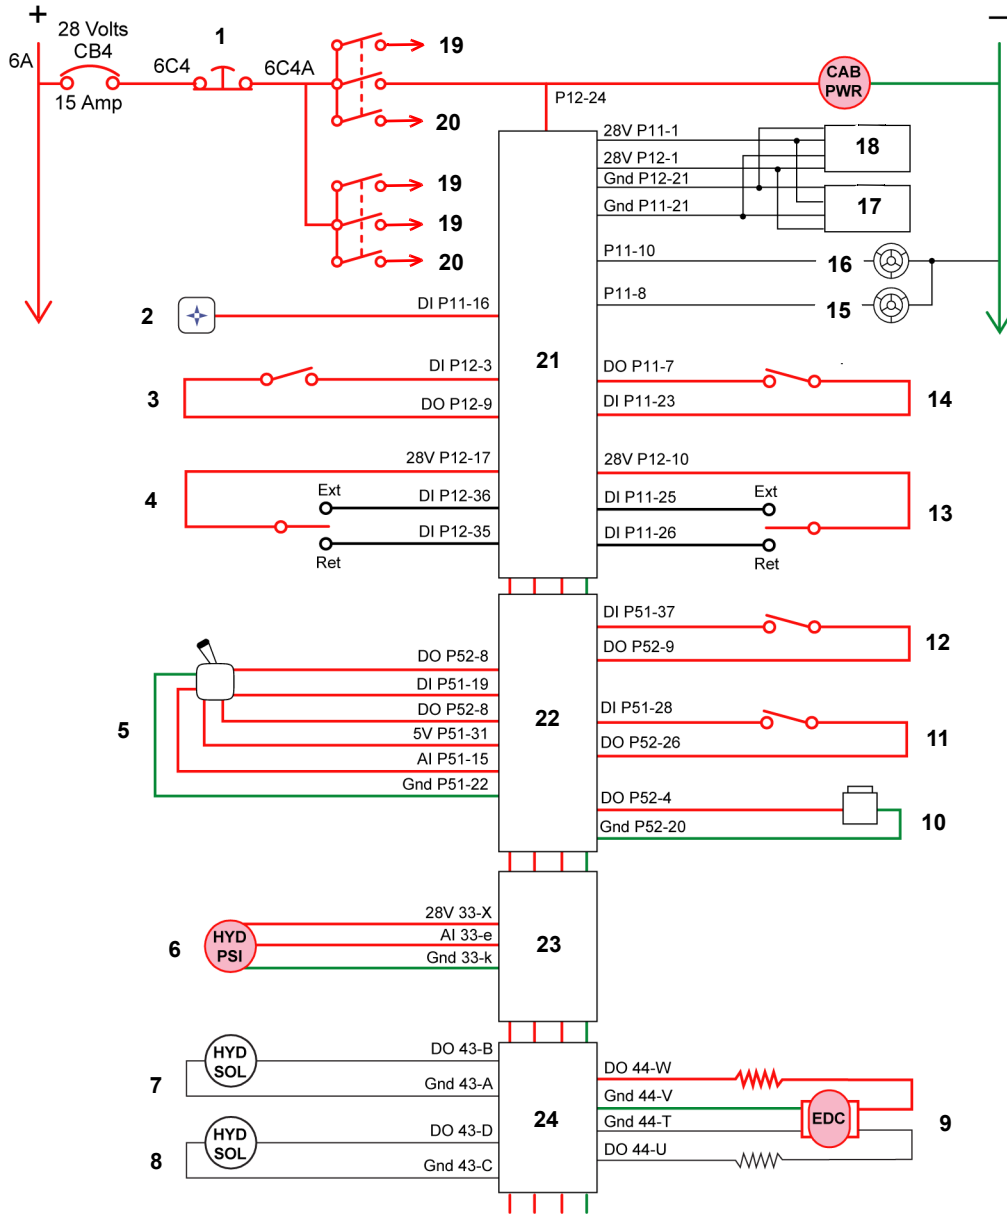 +
–
28 Volts
CB4
15 Amp
6A
6C4
1
6C4A
19
20
19
19
20
P12-24
CAB
PWR
28V P11-1
28V P12-1
Gnd P12-21
Gnd P11-21
18
17
P11-10
16
P11-8
15
2
DI P11-16
21
3
DI P12-3
DO P12-9
DO P11-7
DI P11-23
14
4
28V P12-17
Ext
DI P12-36
DI P12-35
Ret
28V P12-10
DI P11-25
Ext
DI P11-26
Ret
13
5
DO P52-8
DI P51-19
DO P52-8
5V P51-31
AI P51-15
Gnd P51-22
22
DI P51-37
DO P52-9
12
DI P51-28
DO P52-26
11
DO P52-4
Gnd P52-20
10
6
HYD
PSI
28V 33-X
AI 33-e
Gnd 33-k
23
7
HYD
SOL
DO 43-B
Gnd 43-A
8
HYD
SOL
DO 43-D
Gnd 43-C
24
DO 44-W
Gnd 44-V
Gnd 44-T
DO 44-U
EDC
9